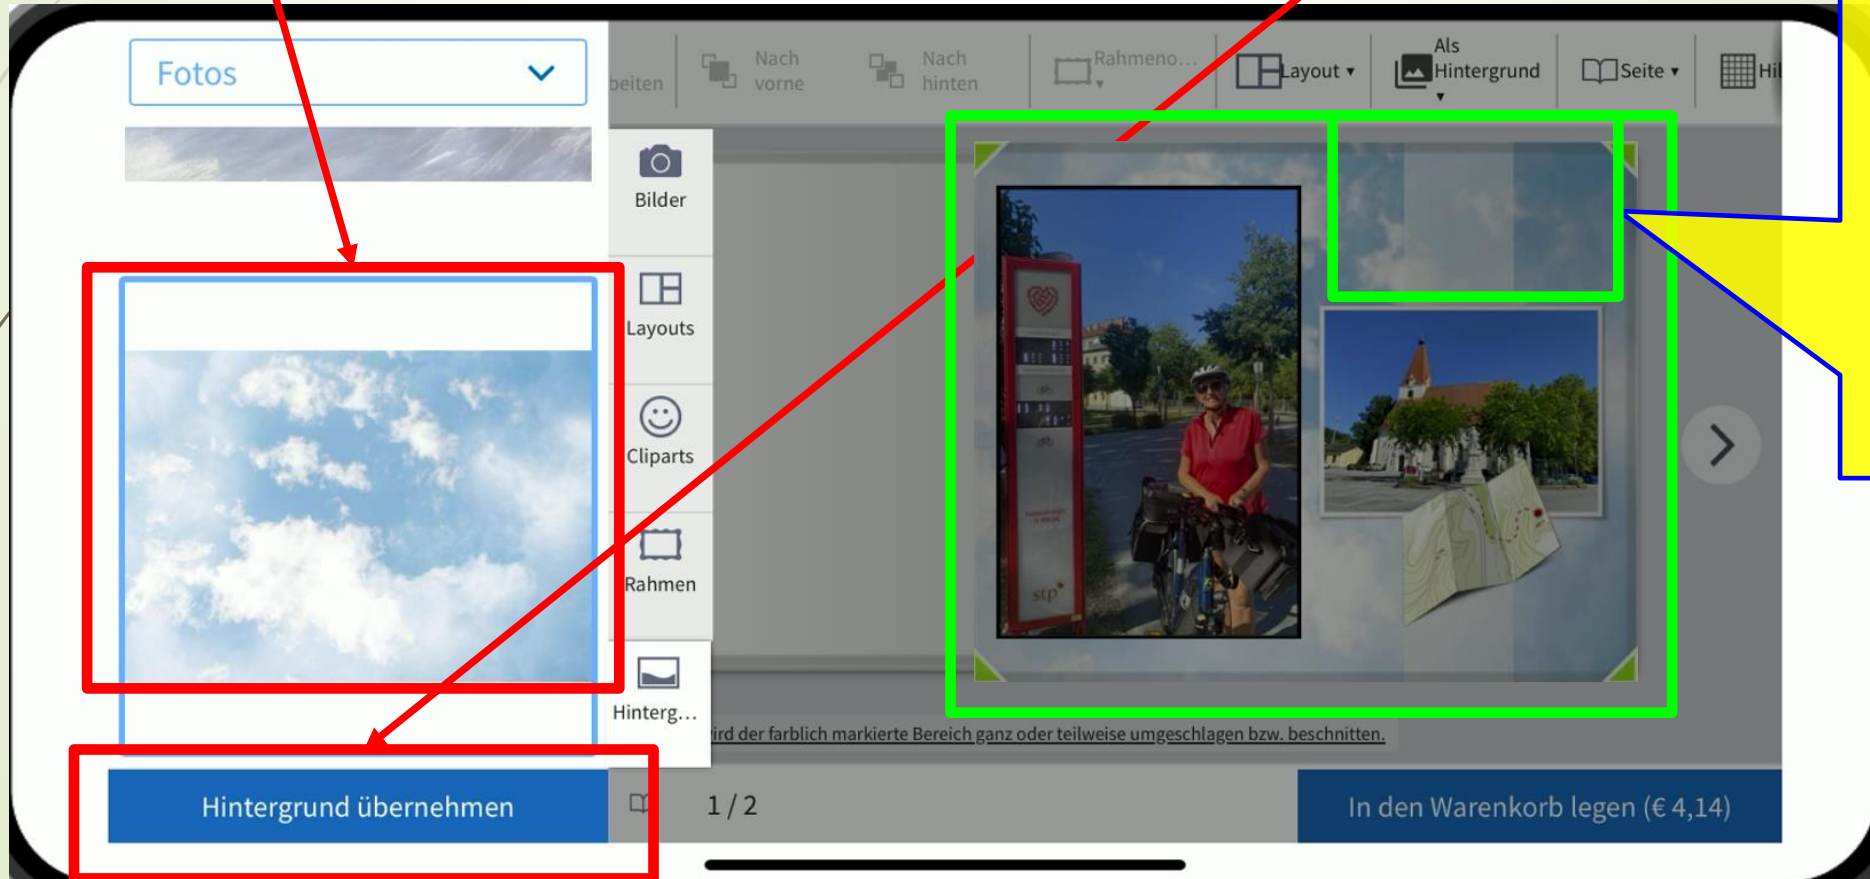 Fotos
beiten
Nach
vorne
Nach
hinten
Rahmeno...
Layout
Als
Hintergrund
Seite
Hil
Bilder
Layouts
Cliparts
Rahmen
Hinterg...
stp
ird der farblich markierte Bereich ganz oder teilweise umgeschlagen bzw. beschnitten.
Hintergrund übernehmen
1 / 2
In den Warenkorb legen (€ 4,14)